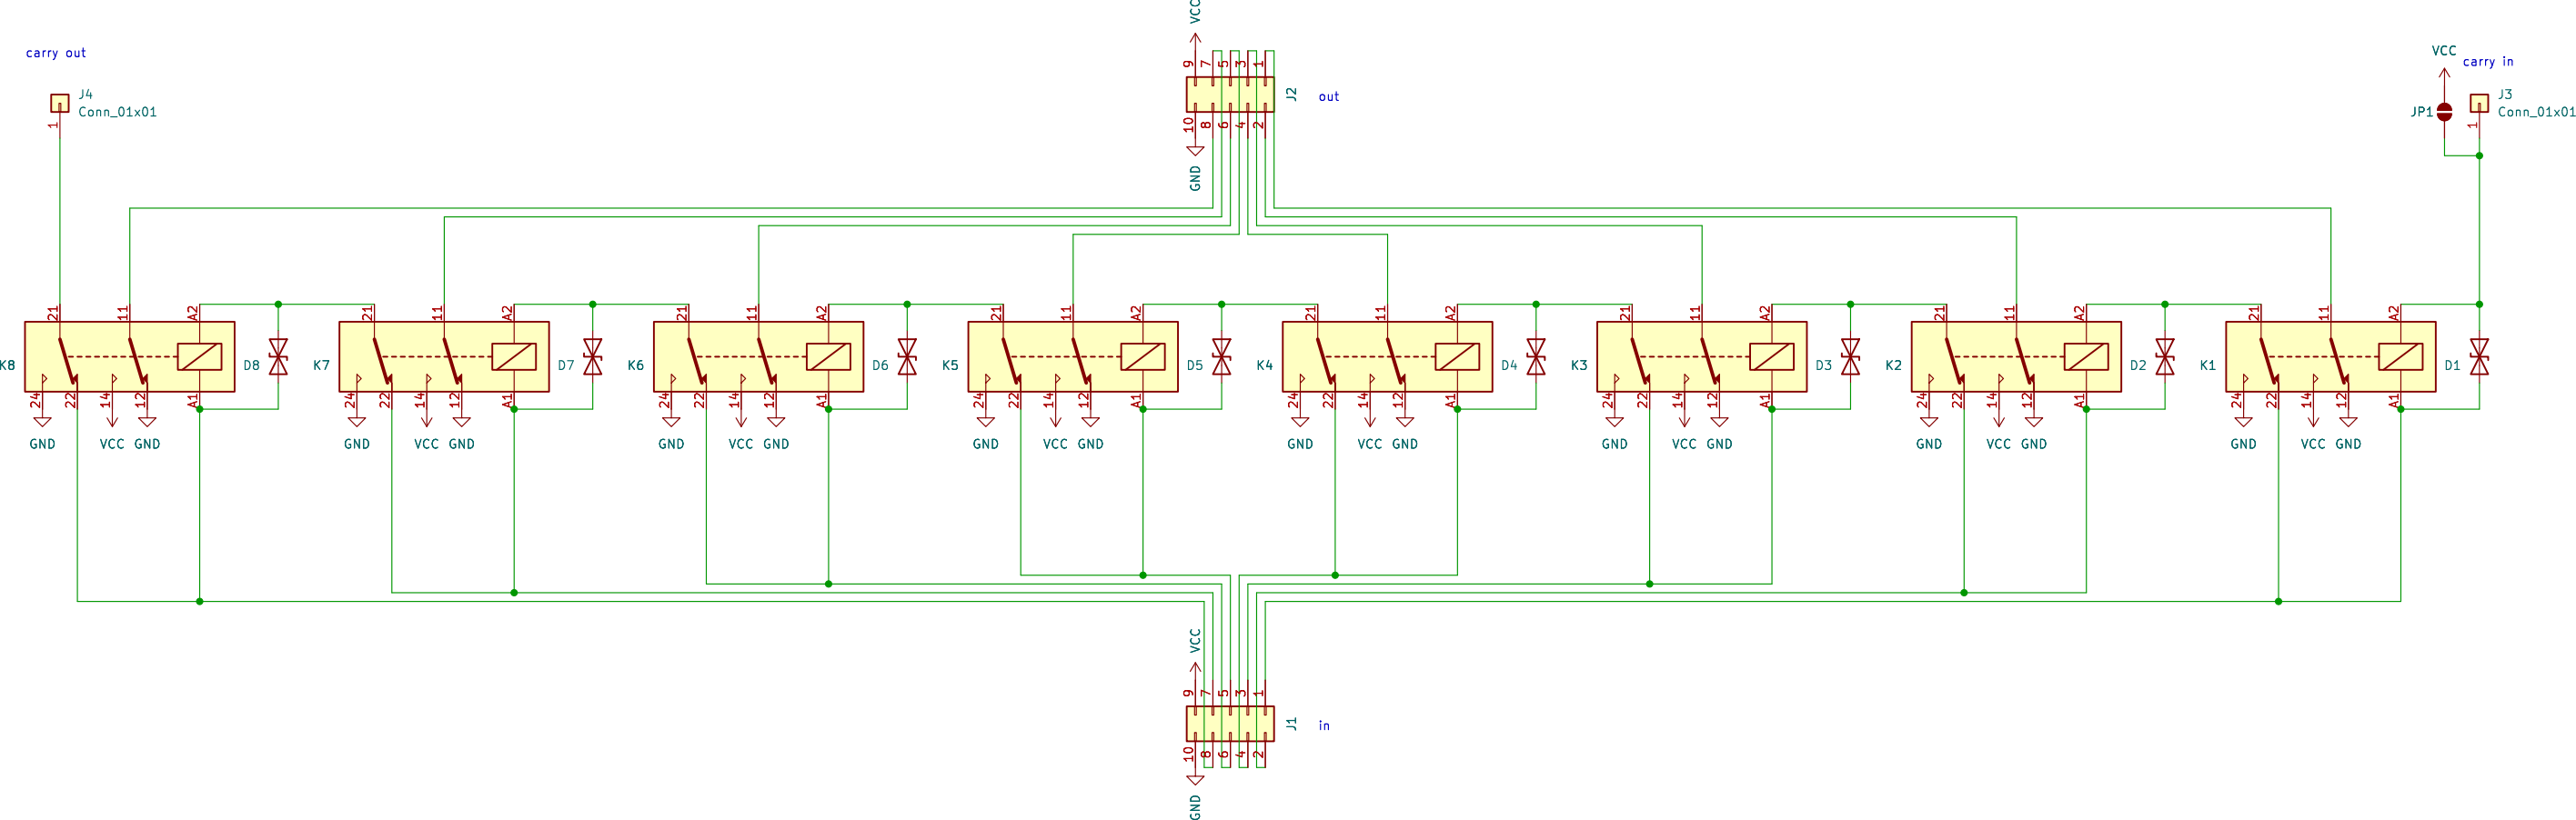 VCC
carry out
VCC
carry in
J4
Conn_01x01
1
9
7
5
3
1
J2
out
10
8
6
4
2
GND
JP1
J3
Conn_01x01
1
21
11
A2
21
11
A2
21
11
A2
21
11
A2
21
11
A2
21
11
A2
21
11
A2
21
11
A2
K8
D8
K7
D7
K6
D6
K5
D5
K4
D4
K3
D3
K2
D2
K1
D1
24
22
14
12
A1
24
22
14
12
A1
24
22
14
12
A1
24
22
14
12
A1
24
22
14
12
A1
24
22
14
12
A1
24
22
14
12
A1
24
22
14
12
A1
GND
VCC
GND
GND
VCC
GND
GND
VCC
GND
GND
VCC
GND
GND
VCC
GND
GND
VCC
GND
GND
VCC
GND
GND
VCC
GND
VCC
9
7
5
3
1
J1
in
10
8
6
4
2
GND